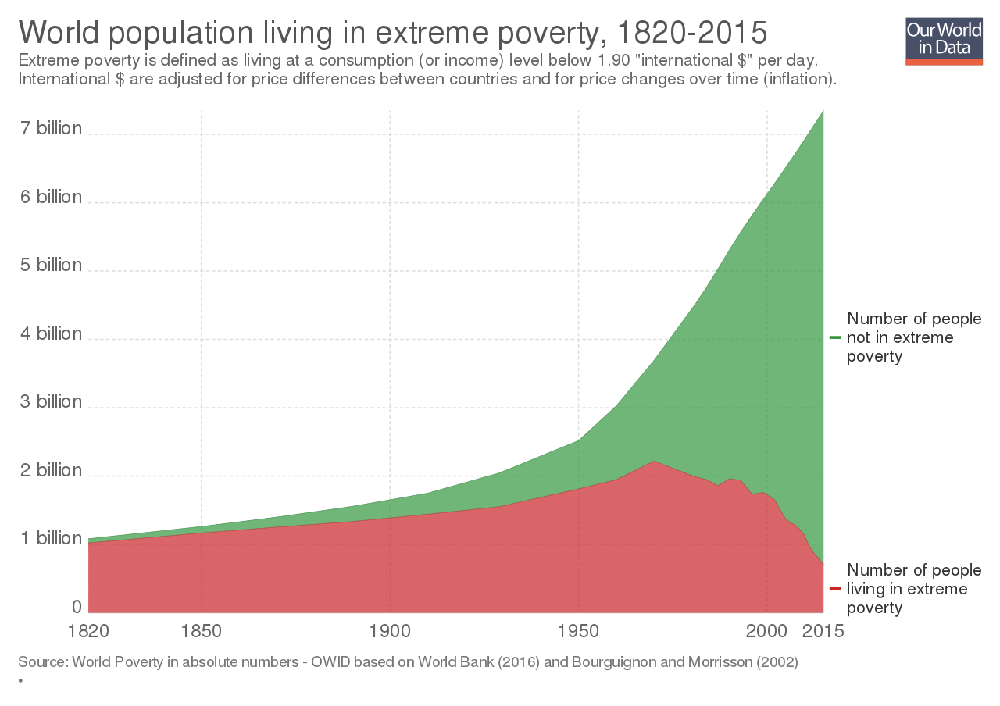 World population living in extreme poverty, 1820-2015
Extreme poverty is defined as living at a consumption (or income) level below 1.90 "international $" per day.
International $ are adjusted for price differences between countries and for price changes over time (inflation).
Our World
in Data
7 billion
6 billion
5 billion
4 billion
3 billion
2 billion
1 billion
0
Number of people
not in extreme
poverty
Number of people
living in extreme
poverty
1820 1850 1900 1950 2000 2015
Source: World Poverty in absolute numbers - OWID based on World Bank (2016) and Bourguignon and Morrisson (2002)
•